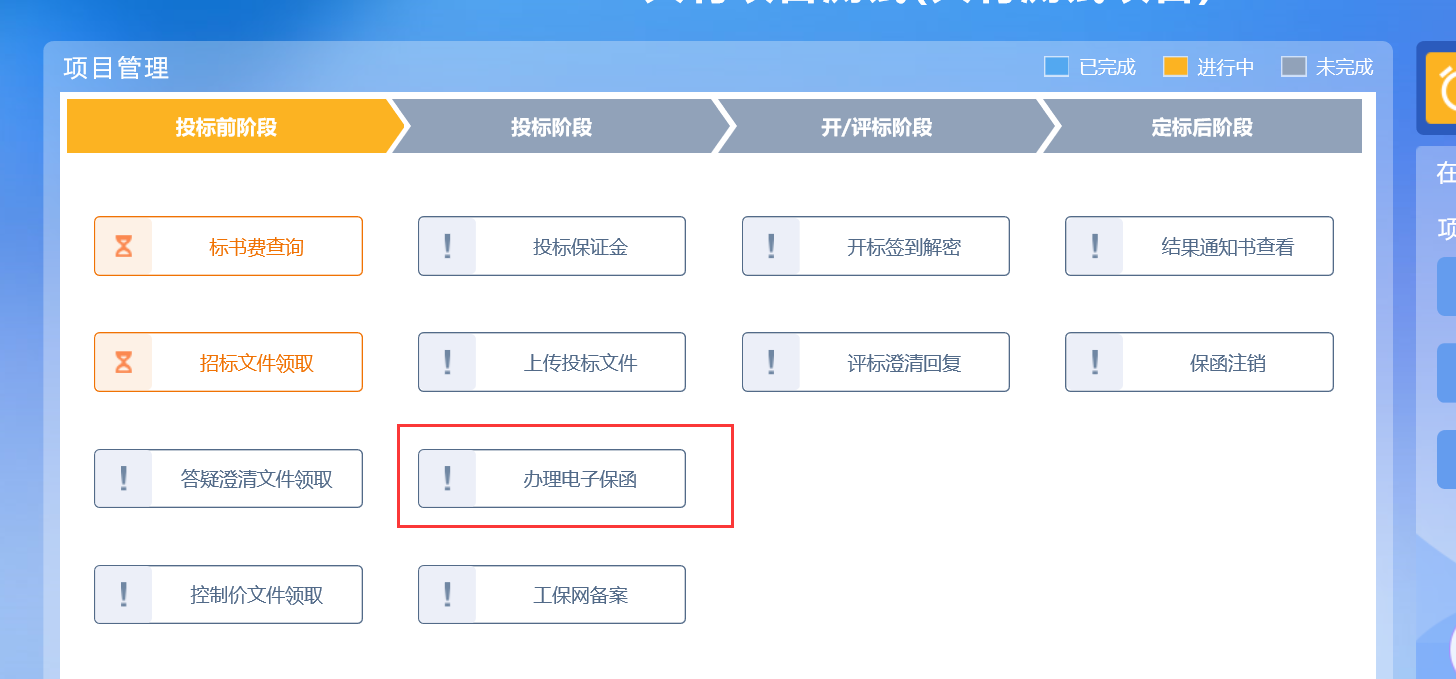 项目管理
已完成 进行中 未完成
投标前阶段 投标阶段 开/评标阶段 定标后阶段
标书费查询 投标保证金 开标签到解密 结果通知书查看
招标文件领取 上传投标文件 评标澄清回复 保函注销
答疑澄清文件领取 办理电子保函
控制价文件领取 工保网备案
在